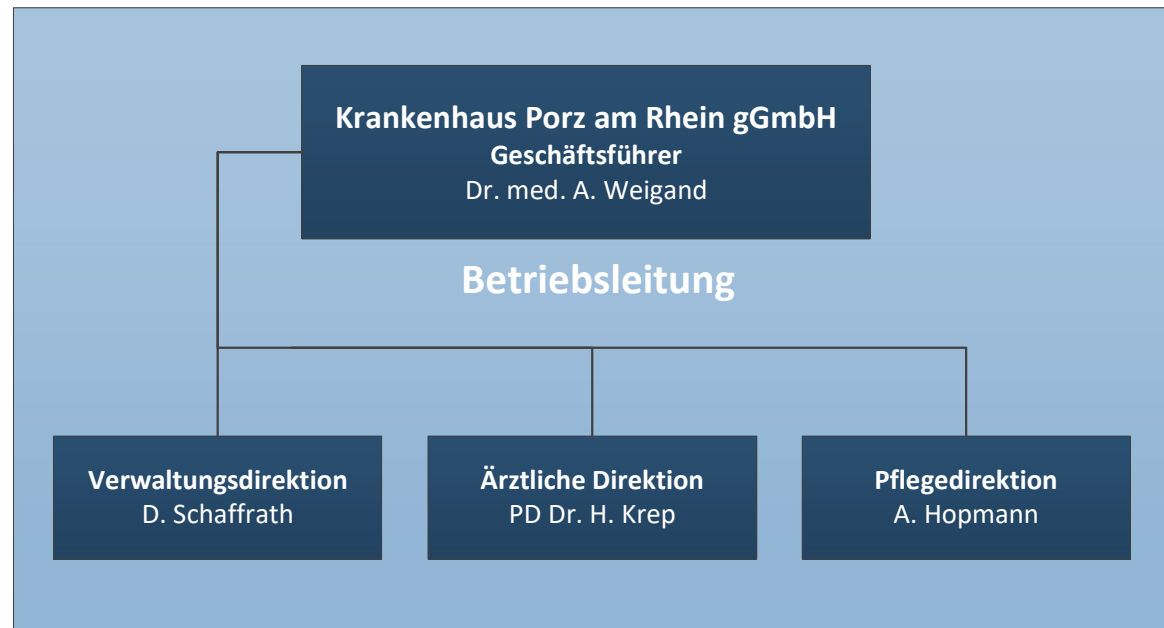 Krankenhaus Porz am Rhein gGmbH
Geschäftsführer
Dr. med. A. Weigand
Betriebsleitung
Verwaltungsdirektion
D. Schaffrath
Ärztliche Direktion
PD Dr. H. Krep
Pflegedirektion
A. Hopmann